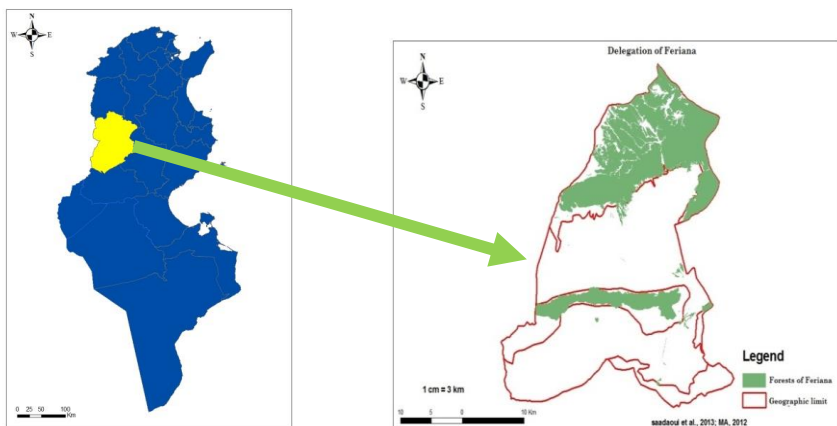 N
W E
S
0 25 50 100
Km
Delegation of Feriana
N
W E
S
Legend
Forests of Feriana
Geographic limit
1 cm = 3 km
10 5 0 10 Km
saadaoui et al., 2013; MA, 2012